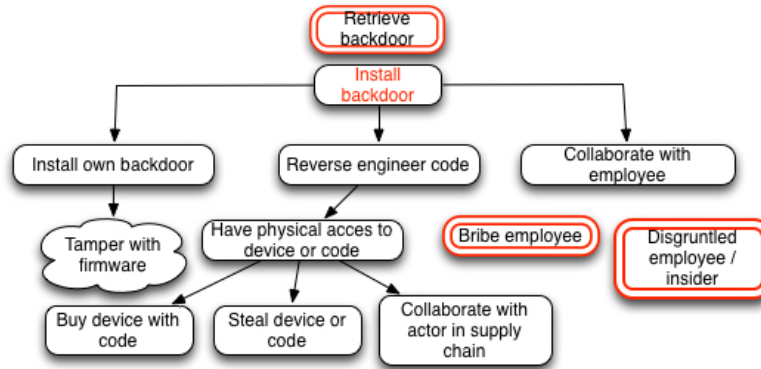 Retrieve
backdoor
Install
backdoor
Install own backdoor
Reverse engineer code
Collaborate with
employee
Tamper with
firmware
Have physical acces to
device or code
Bribe employee
Disgruntled
employee /
insider
Buy device with
code
Steal device or
code
Collaborate with
actor in supply
chain